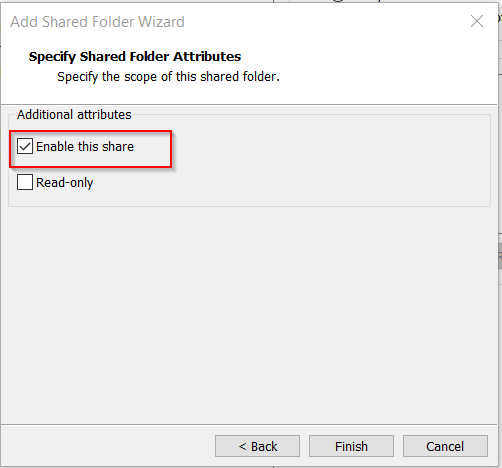 Add Shared Folder Wizard
Specify Shared Folder Attributes
Specify the scope of this shared folder.
Additional attributes
Enable this share
Read-only
< Back
Finish
Cancel